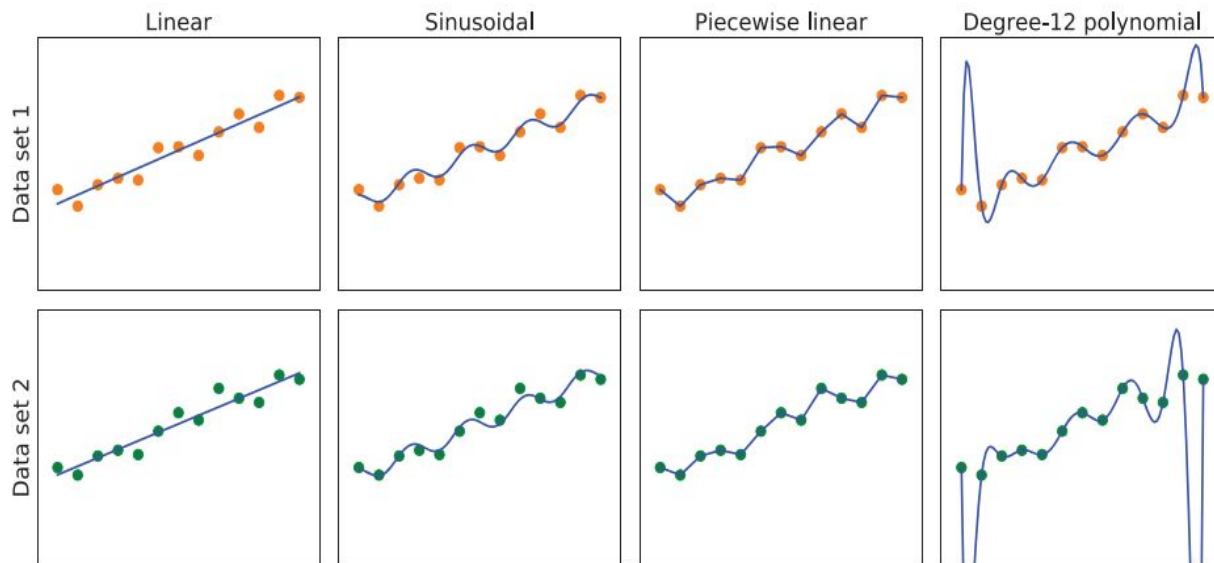 Linear
Sinusoidal
Piecewise linear
Degree-12 polynomial
Data set 1
Data set 2